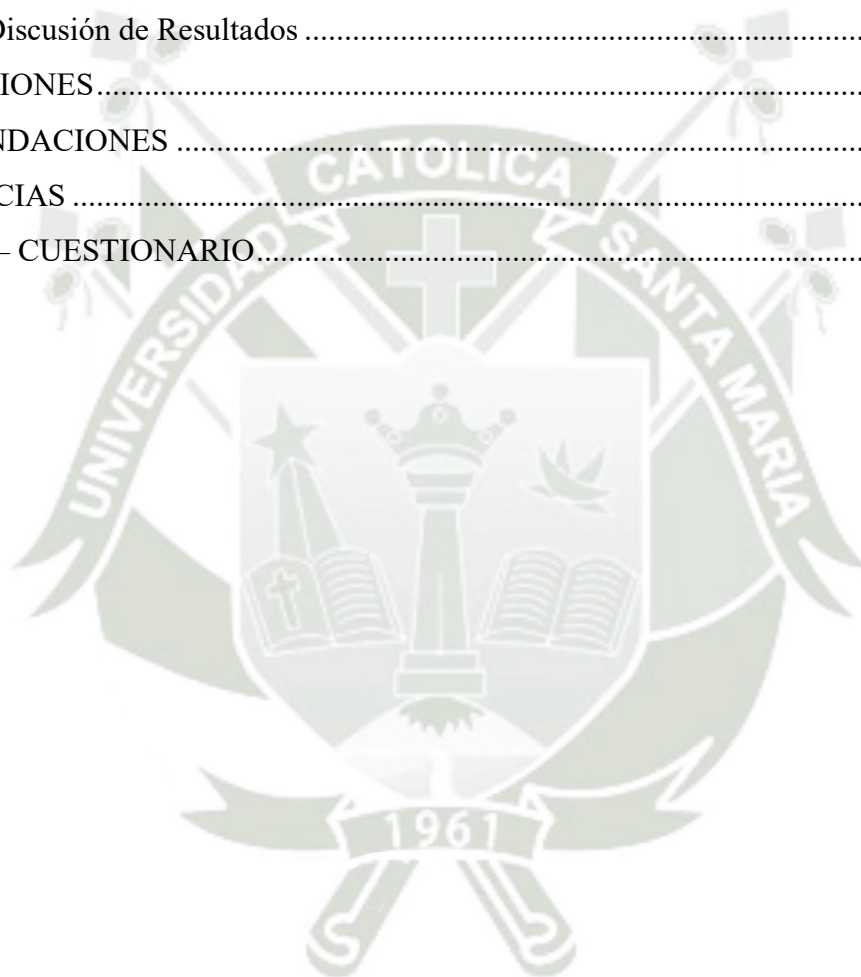 Discusión de Resultados ........................................................................
IONES ........................................................................
NDACIONES ........................................................................
CIAS ........................................................................
– CUESTIONARIO ........................................................................
UNIVERSIDAD CATOLICA SANTA MARIA
1961